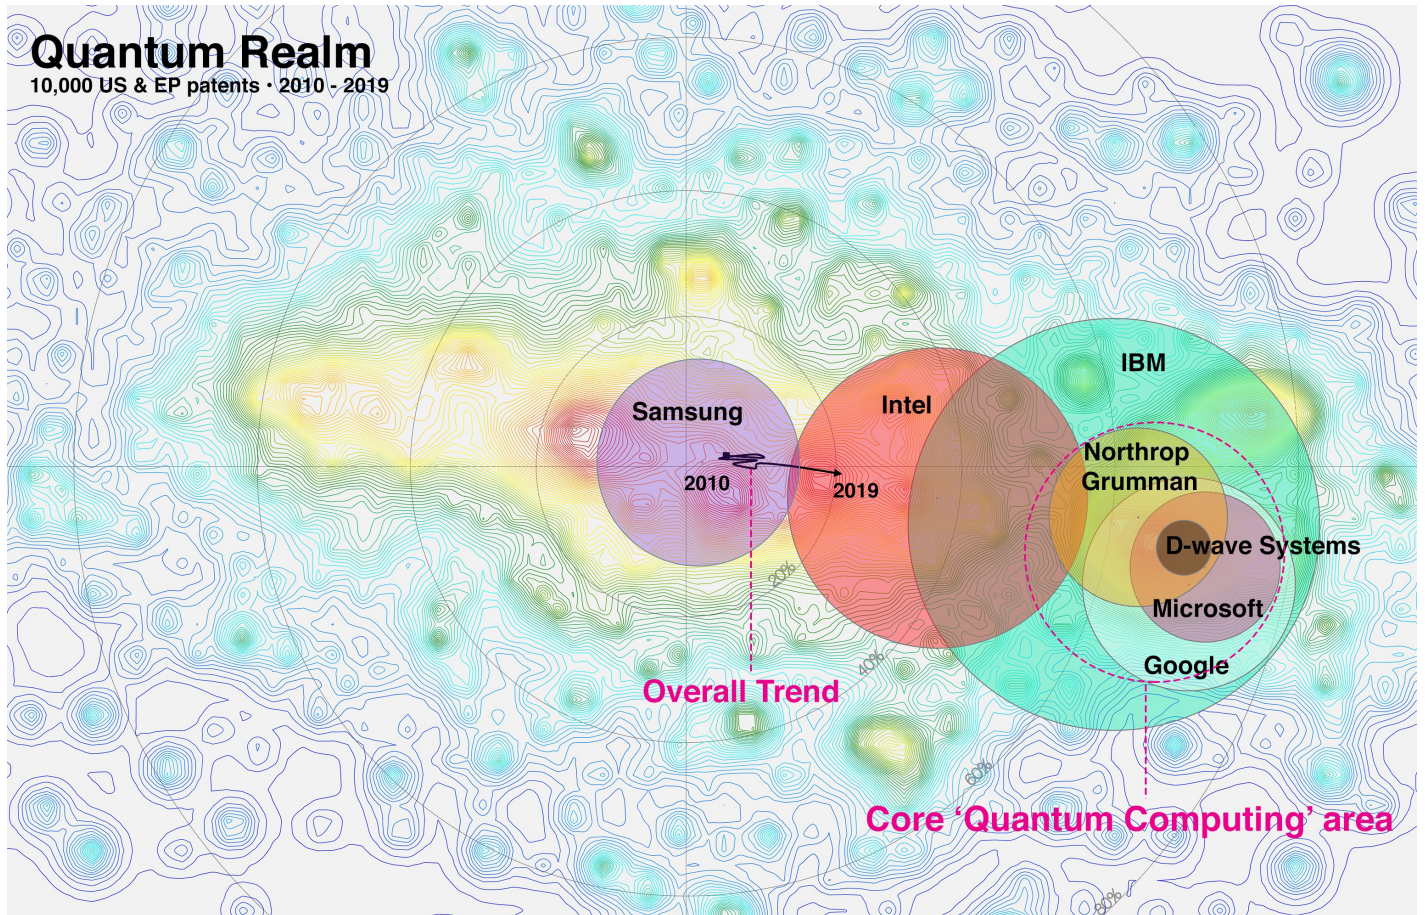 Quantum Realm
10,000 US & EP patents • 2010 - 2019
IBM
Samsung
Intel
Northrop
Grumman
2010
2019
D-wave Systems
20%
Microsoft
40%
Google
Overall Trend
60%
Core ‘Quantum Computing’ area
80%